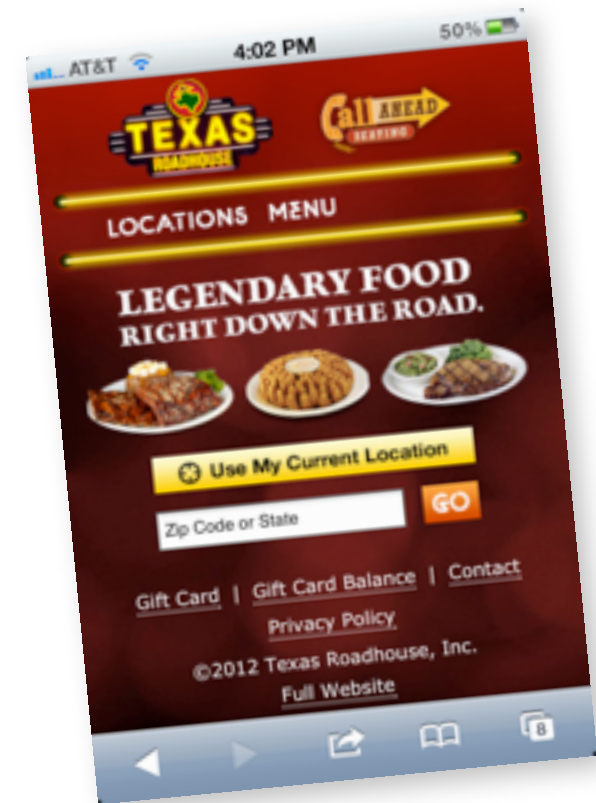 AT&T 4:02 PM 50%
TEXAS
ROADHOUSE
Call AHEAD
SEATING
LOCATIONS MENU
LEGENDARY FOOD
RIGHT DOWN THE ROAD.
Use My Current Location
Zip Code or State GO
Gift Card | Gift Card Balance | Contact
Privacy Policy
©2012 Texas Roadhouse, Inc.
Full Website
8